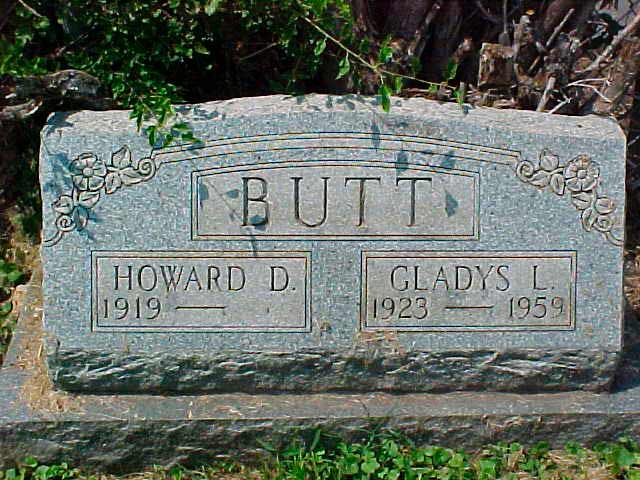 BUTT
HOWARD D.
1919 —
GLADYS L.
1923 — 1959